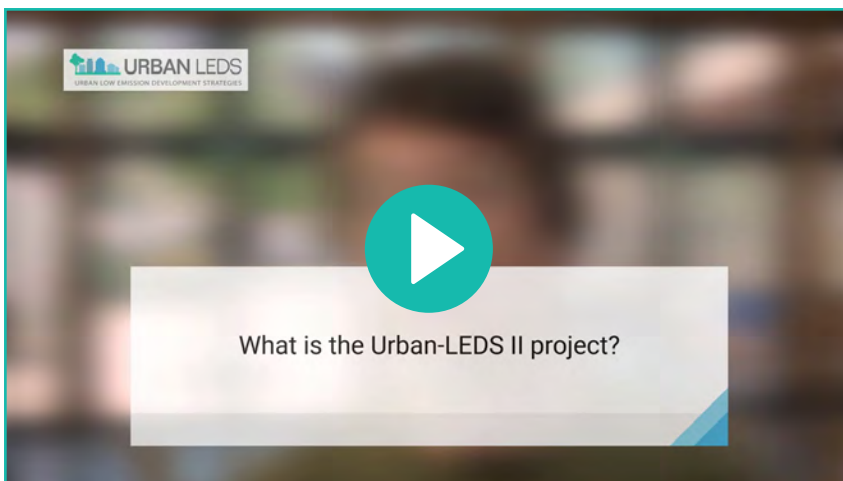 URBAN LEDS
URBAN LOW EMISSION DEVELOPMENT STRATEGIES
What is the Urban-LEDS II project?